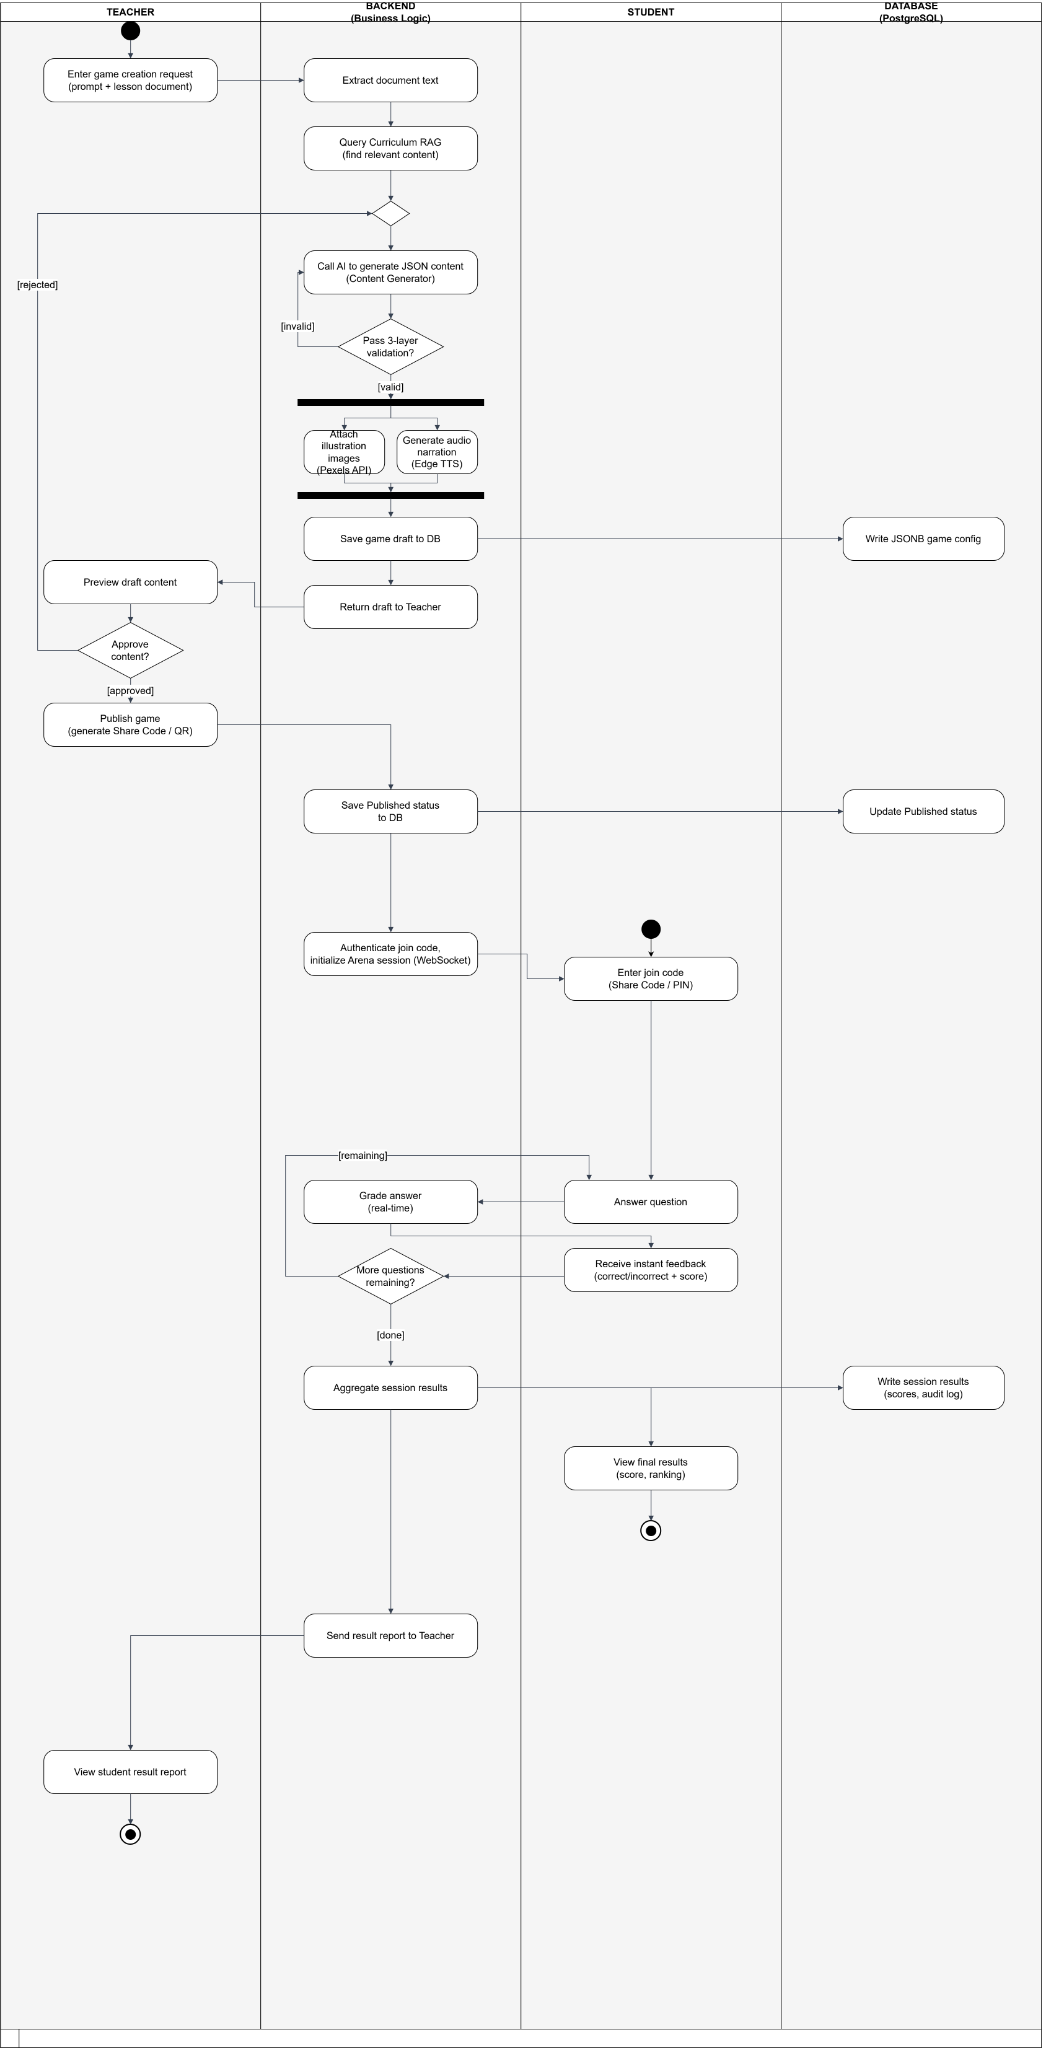 TEACHER
BACKEND
(Business Logic)
STUDENT
DATABASE
(PostgreSQL)
Enter game creation request
(prompt + lesson document)
Extract document text
Query Curriculum RAG
(find relevant content)
[rejected]
Call AI to generate JSON content
(Content Generator)
[invalid]
Pass 3-layer
validation?
[valid]
Attach
illustration
images
(Pexels API)
Generate audio
narration
(Edge TTS)
Save game draft to DB
Write JSONB game config
Preview draft content
Return draft to Teacher
Approve
content?
[approved]
Publish game
(generate Share Code / QR)
Save Published status
to DB
Update Published status
Authenticate join code,
initialize Arena session (WebSocket)
Enter join code
(Share Code / PIN)
[remaining]
Grade answer
(real-time)
Answer question
More questions
remaining?
Receive instant feedback
(correct/incorrect + score)
[done]
Aggregate session results
Write session results
(scores, audit log)
View final results
(score, ranking)
Send result report to Teacher
View student result report